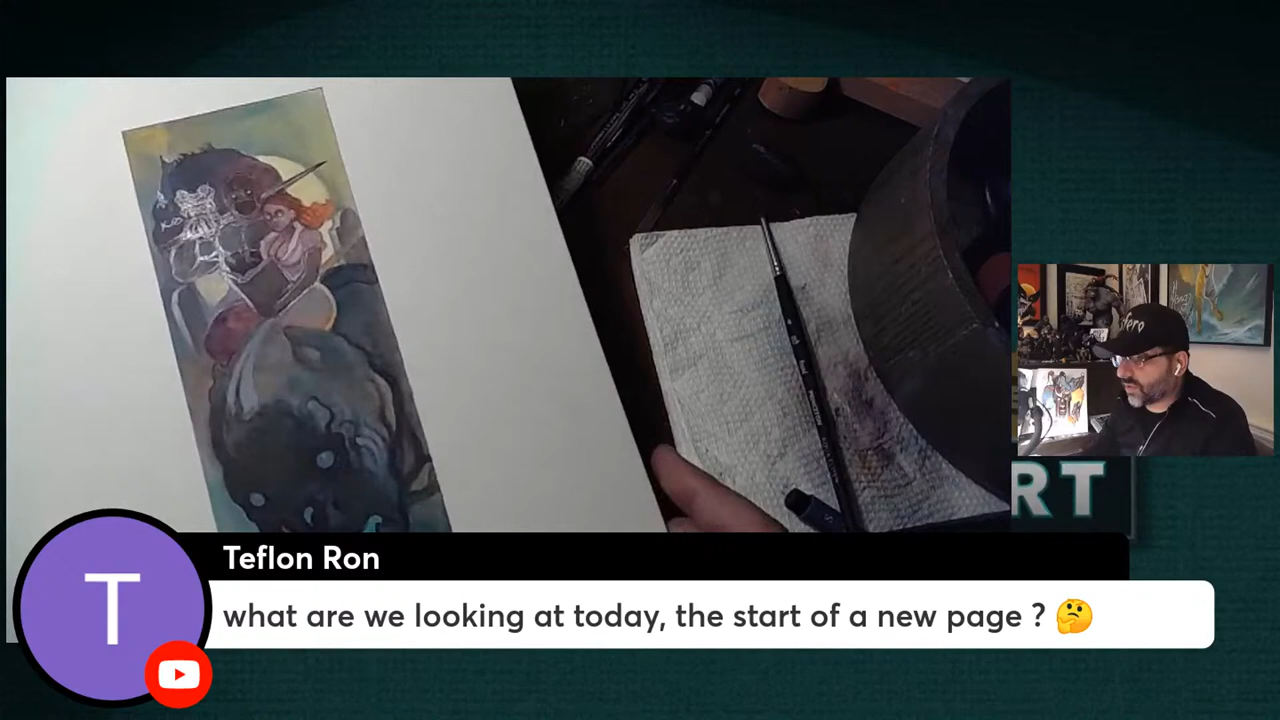 RT
Teflon Ron
T
what are we looking at today, the start of a new page ? 🤔